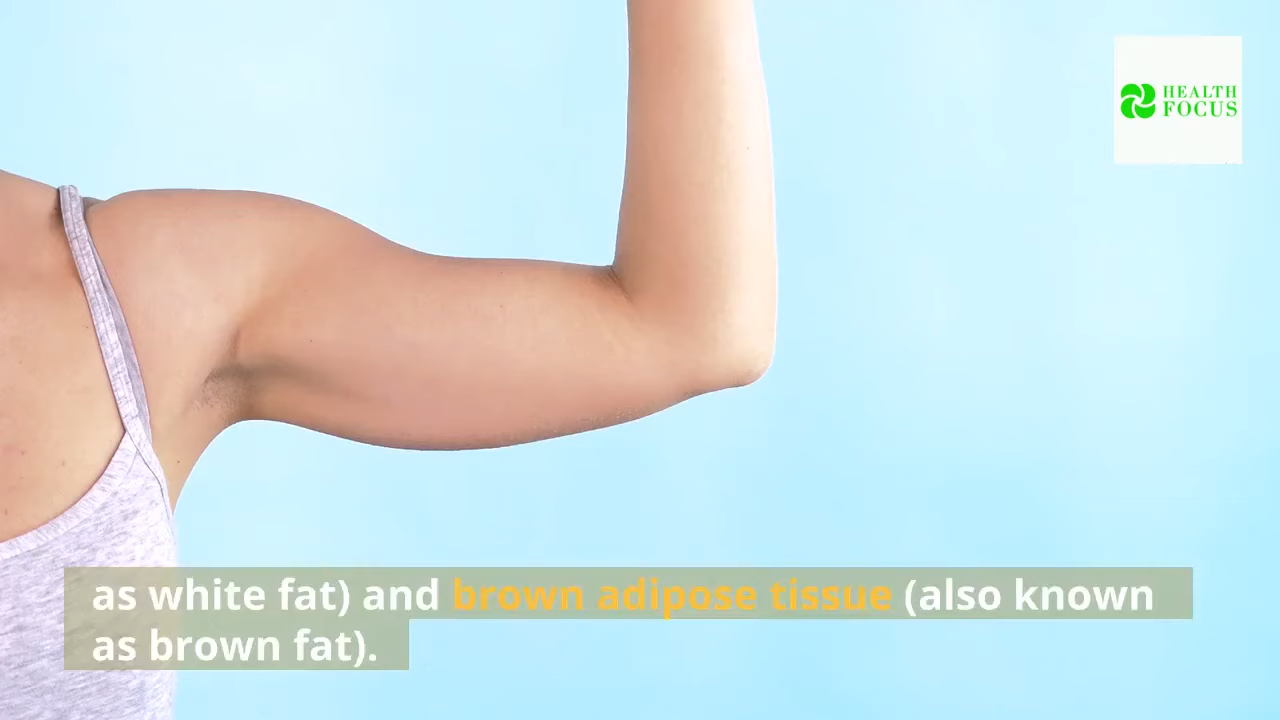 HEALTH
FOCUS
as white fat) and brown adipose tissue (also known
as brown fat).